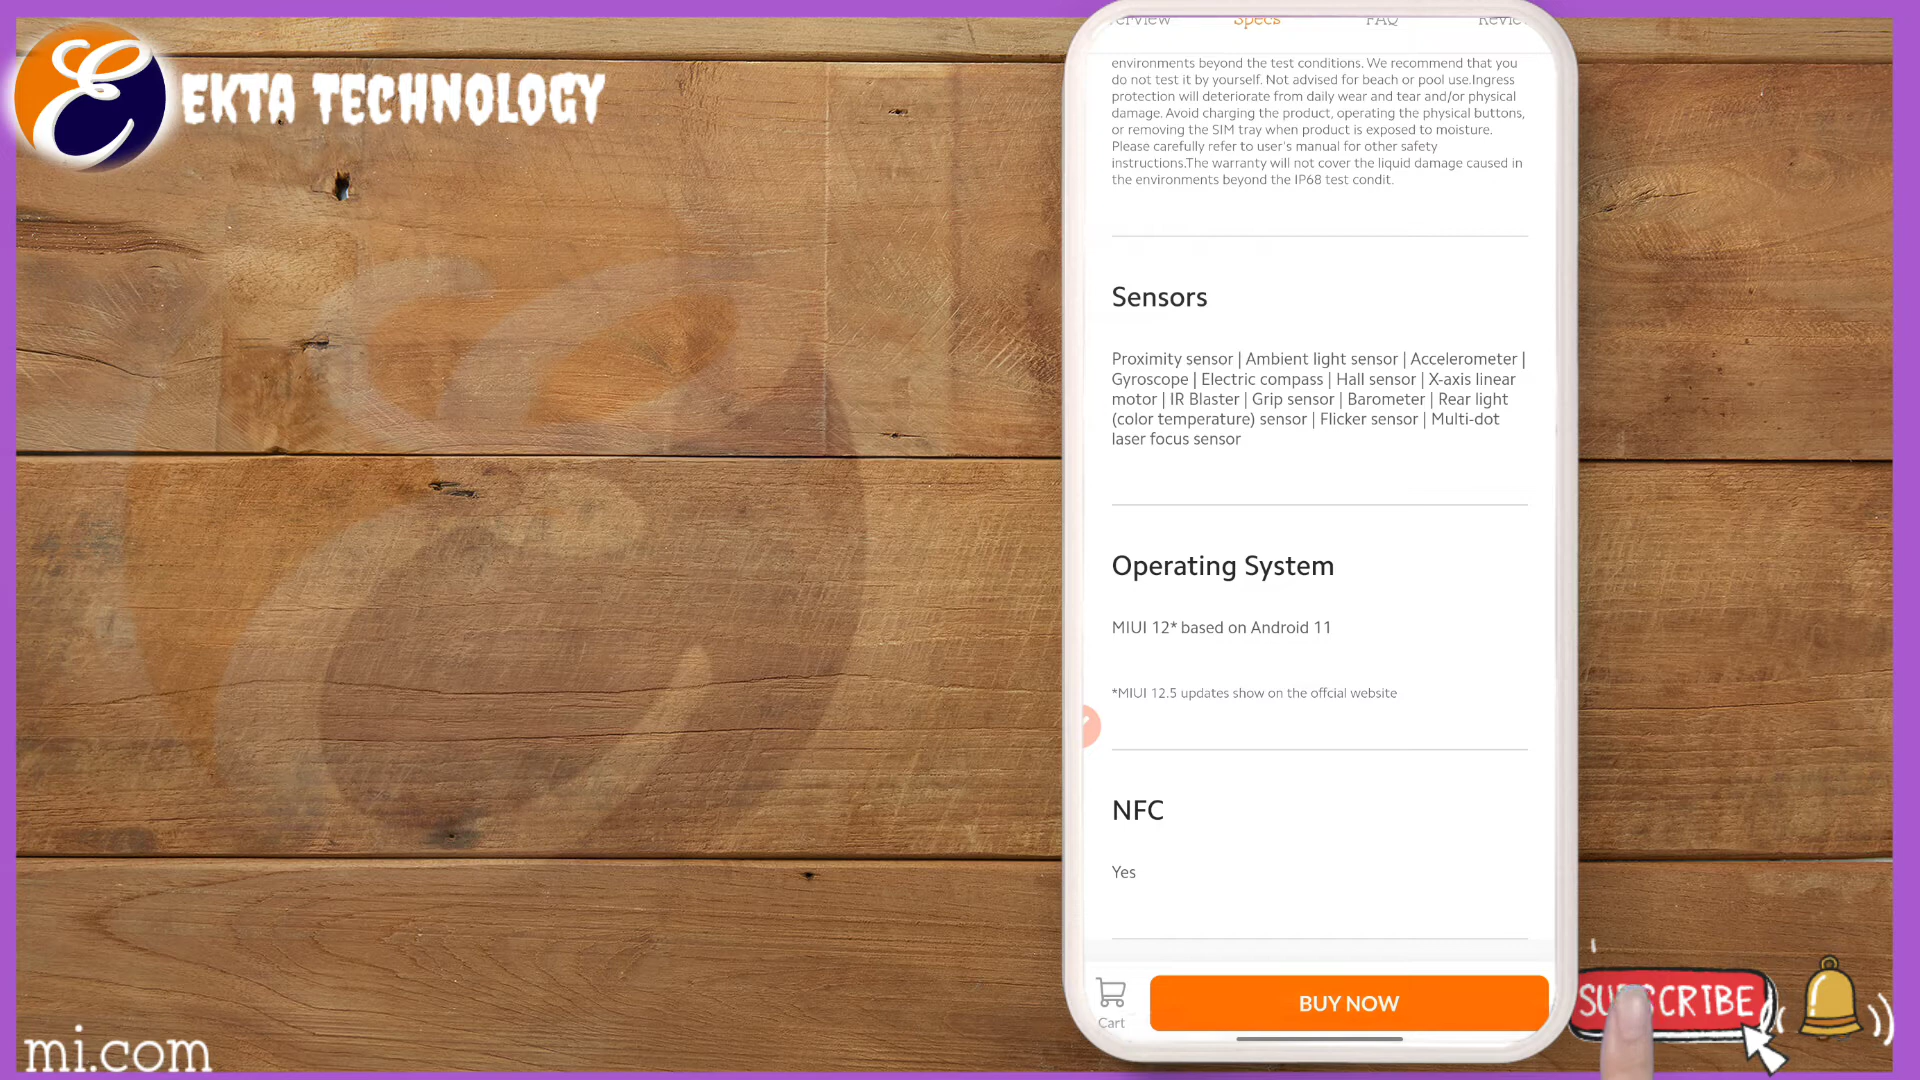 EKTA TECHNOLOGY
Specs
FAQ
environments beyond the test conditions. We recommend that you
do not test it by yourself. Not advised for beach or pool use.Ingress
protection will deteriorate from daily wear and tear and/or physical
damage. Avoid charging the product, operating the physical buttons,
or removing the SIM tray when product is exposed to moisture.
Please carefully refer to user's manual for other safety
instructions.The warranty will not cover the liquid damage caused in
the environments beyond the IP68 test condit.
Sensors
Proximity sensor | Ambient light sensor | Accelerometer |
Gyroscope | Electric compass | Hall sensor | X-axis linear
motor | IR Blaster | Grip sensor | Barometer | Rear light
(color temperature) sensor | Flicker sensor | Multi-dot
laser focus sensor
Operating System
MIUI 12* based on Android 11
*MIUI 12.5 updates show on the offcial website
NFC
Yes
Cart
BUY NOW
SUBSCRIBE
mi.com